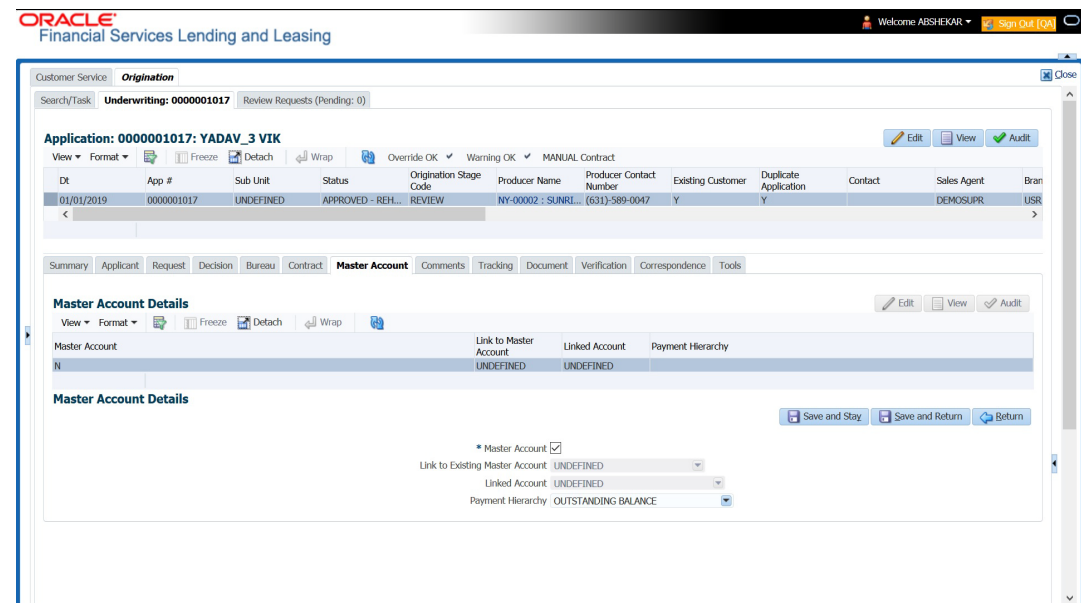 ORACLE®
Financial Services Lending and Leasing
Welcome ABSHEKAR
Sign Out [QA]
Customer Service Origination
Close
Search/Task Underwriting: 0000001017 Review Requests (Pending: 0)
Application: 0000001017: YADAV_3 VIK
Edit View Audit
View Format Freeze Detach Wrap Override OK Warning OK MANUAL Contract
Dt App # Sub Unit Status Origination Stage Code Producer Name Producer Contact Number Existing Customer Duplicate Application Contact Sales Agent Bran
01/01/2019 0000001017 UNDEFINED APPROVED - REH... REVIEW NY-00002 : SUNRI... (631)-589-0047 Y Y DEMOSUPR USR
Summary Applicant Request Decision Bureau Contract Master Account Comments Tracking Document Verification Correspondence Tools
Master Account Details
Edit View Audit
View Format Freeze Detach Wrap
Master Account Link to Master Account Linked Account Payment Hierarchy
N UNDEFINED UNDEFINED
Master Account Details
Save and Stay Save and Return Return
* Master Account
Link to Existing Master Account UNDEFINED
Linked Account UNDEFINED
Payment Hierarchy OUTSTANDING BALANCE